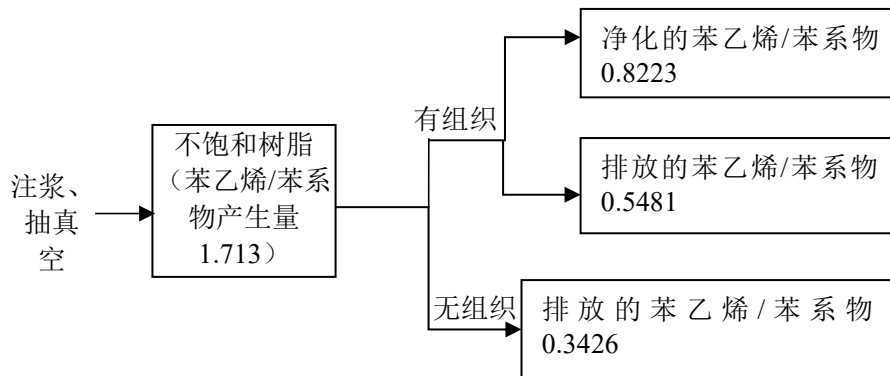 注浆、
抽真
空
不饱和树脂
（苯乙烯/苯系
物产生量
1.713）
有组织
净化的苯乙烯/苯系物
0.8223
排放的苯乙烯/苯系物
0.5481
无组织
排放的苯乙烯/苯系物
0.3426